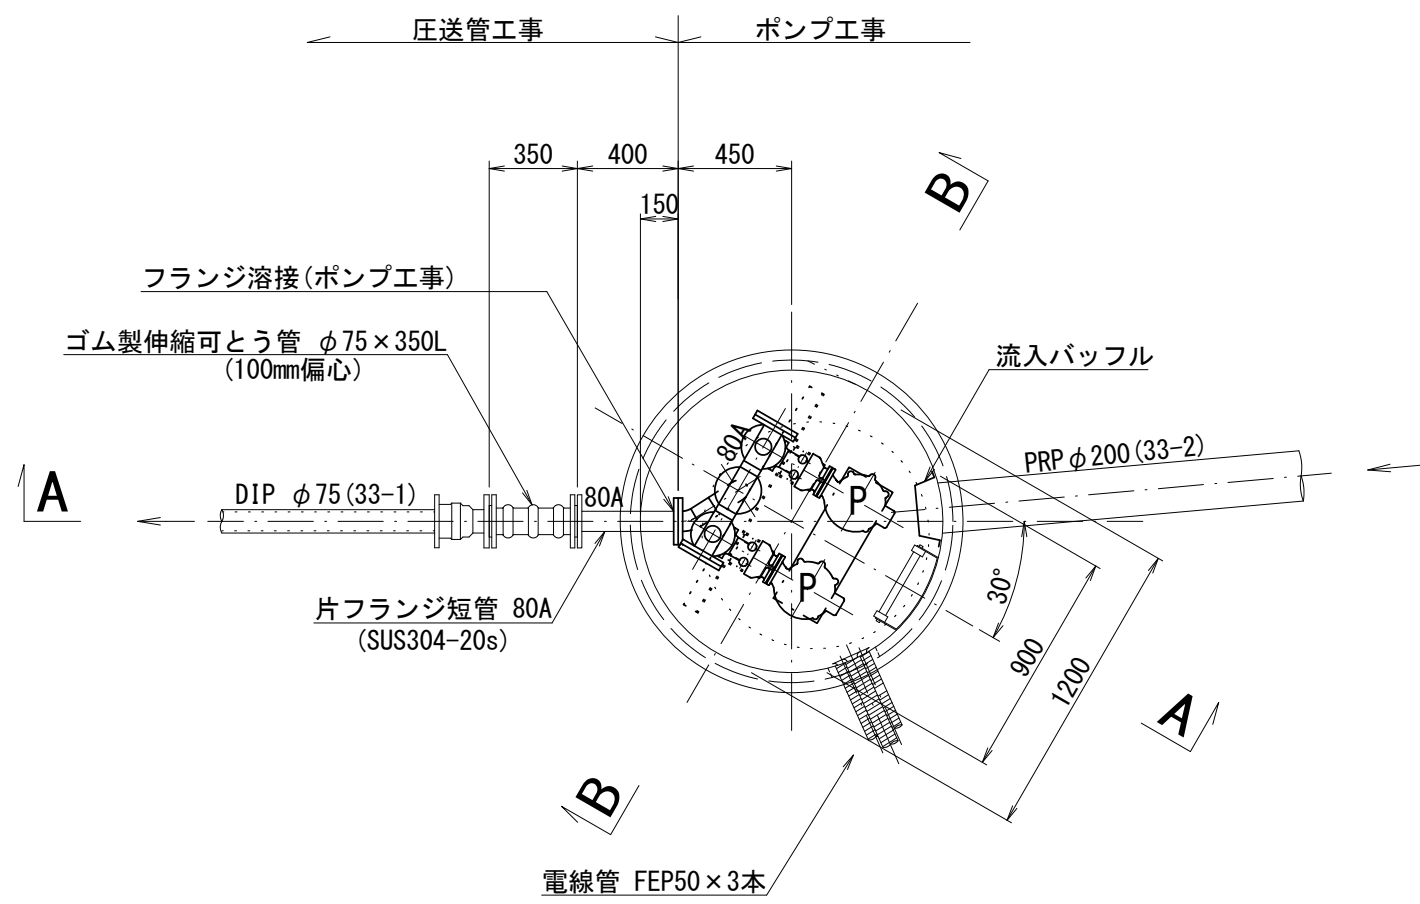 圧送管工事
ポンプ工事
350
400
450
150
B
フランジ溶接(ポンプ工事)
ゴム製伸縮可とう管 φ75×350L
(100mm偏心)
流入バッフル
80A
PRPφ200(33-2)
A
DIP φ75(33-1)
80A
P
P
30°
片フランジ短管 80A
(SUS304-20s)
900
1200
A
B
電線管 FEP50×3本